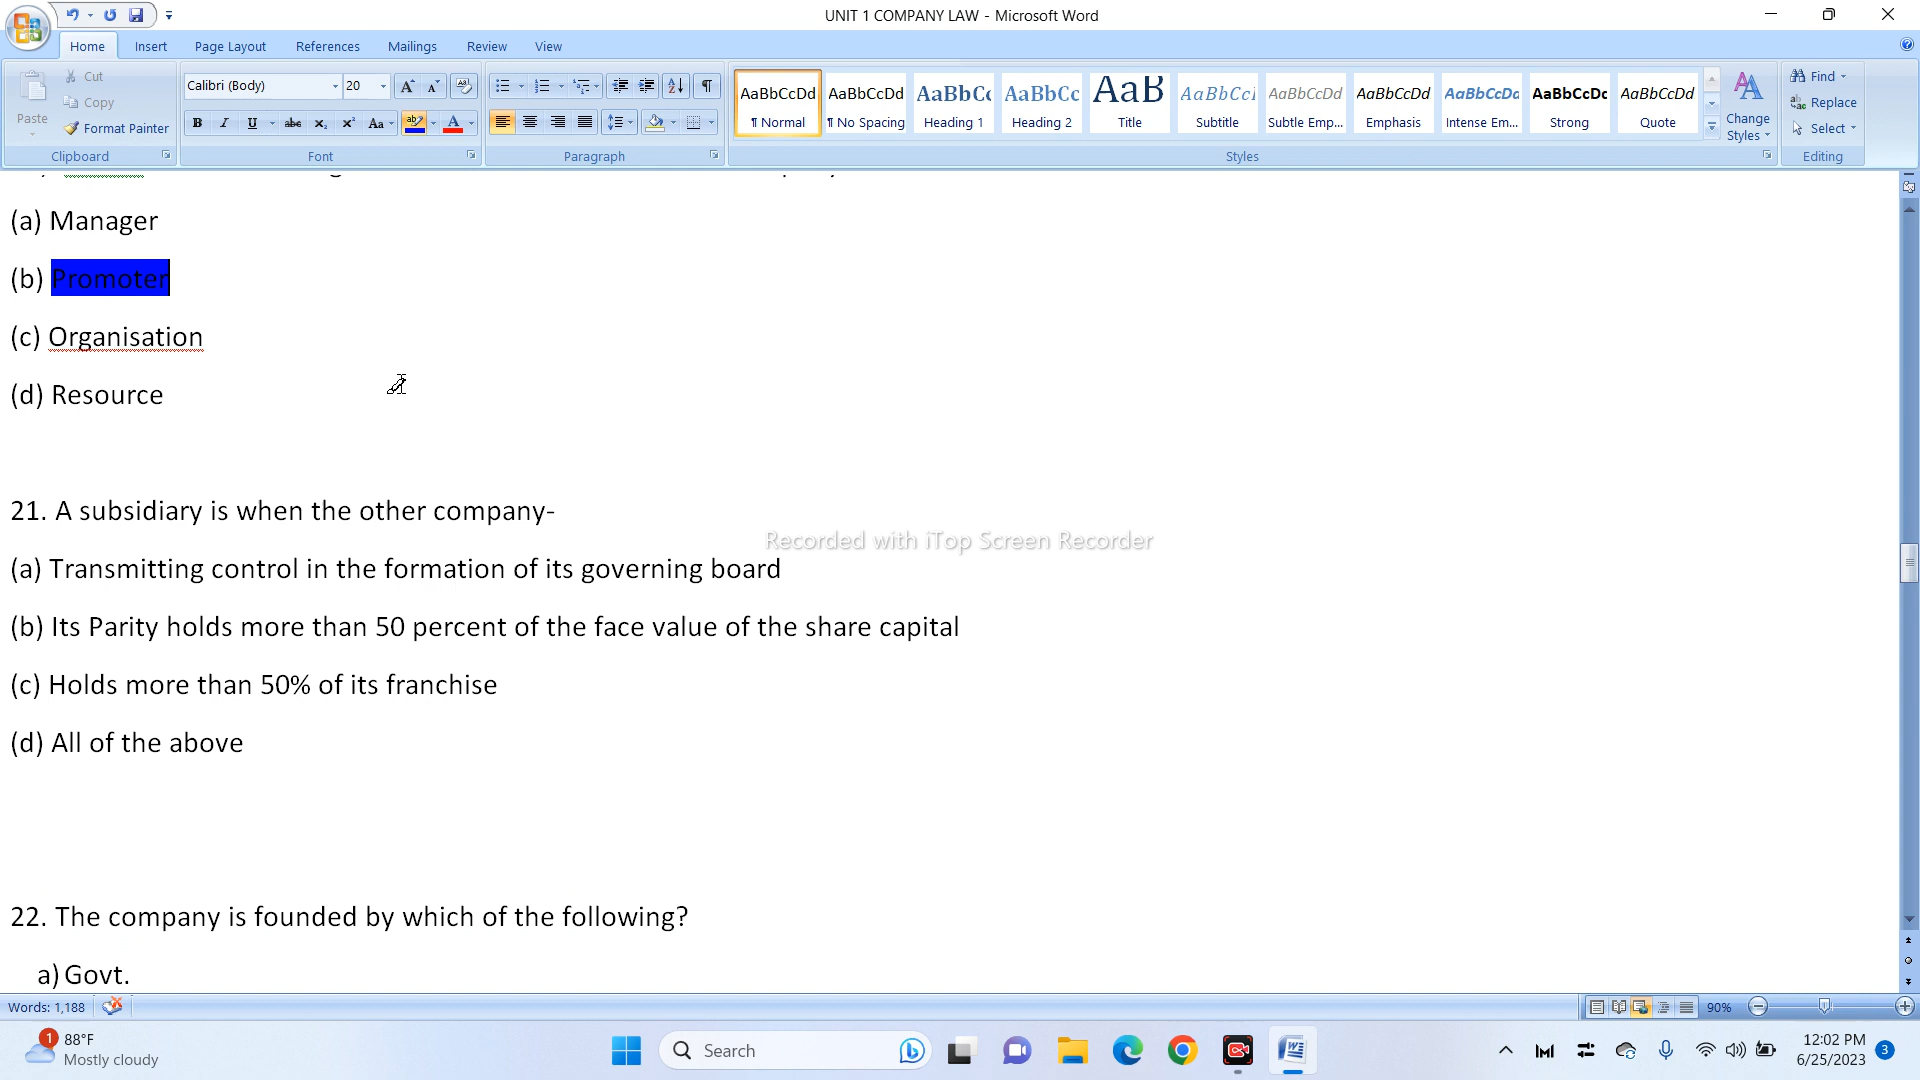 UNIT 1 COMPANY LAW - Microsoft Word
Home Insert Page Layout References Mailings Review View
Paste Cut Copy Format Painter
Calibri (Body) 20
AaBbCcDd AaBbCcDd AaBbCc AaBbCc AaB AaBbCcI AaBbCcDd AaBbCcDd AaBbCcDd AaBbCcDc AaBbCcDd
¶ Normal ¶ No Spacing Heading 1 Heading 2 Title Subtitle Subtle Emp... Emphasis Intense Em... Strong Quote
Change Styles
Find Replace Select
Clipboard Font Paragraph Styles Editing
(a) Manager
(b) Promoter
(c) Organisation
(d) Resource
21. A subsidiary is when the other company-
Recorded with iTop Screen Recorder
(a) Transmitting control in the formation of its governing board
(b) Its Parity holds more than 50 percent of the face value of the share capital
(c) Holds more than 50% of its franchise
(d) All of the above
22. The company is founded by which of the following?
a) Govt.
Words: 1,188 90%
1 88°F
Mostly cloudy
Search
12:02 PM
6/25/2023 3